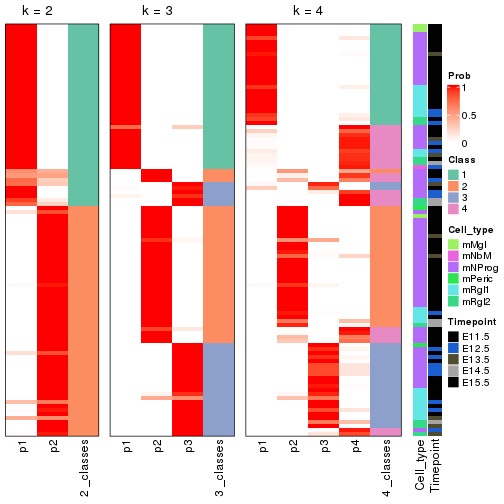 k = 2
k = 3
k = 4
Prob
1
0.5
0
Class
1
2
3
4
Cell_type
mMgl
mNbM
mNProg
mPeric
mRgl1
mRgl2
Timepoint
E11.5
E12.5
E13.5
E14.5
E15.5
p1
p2
2_classes
p1
p2
p3
3_classes
p1
p2
p3
p4
4_classes
Cell_type
Timepoint